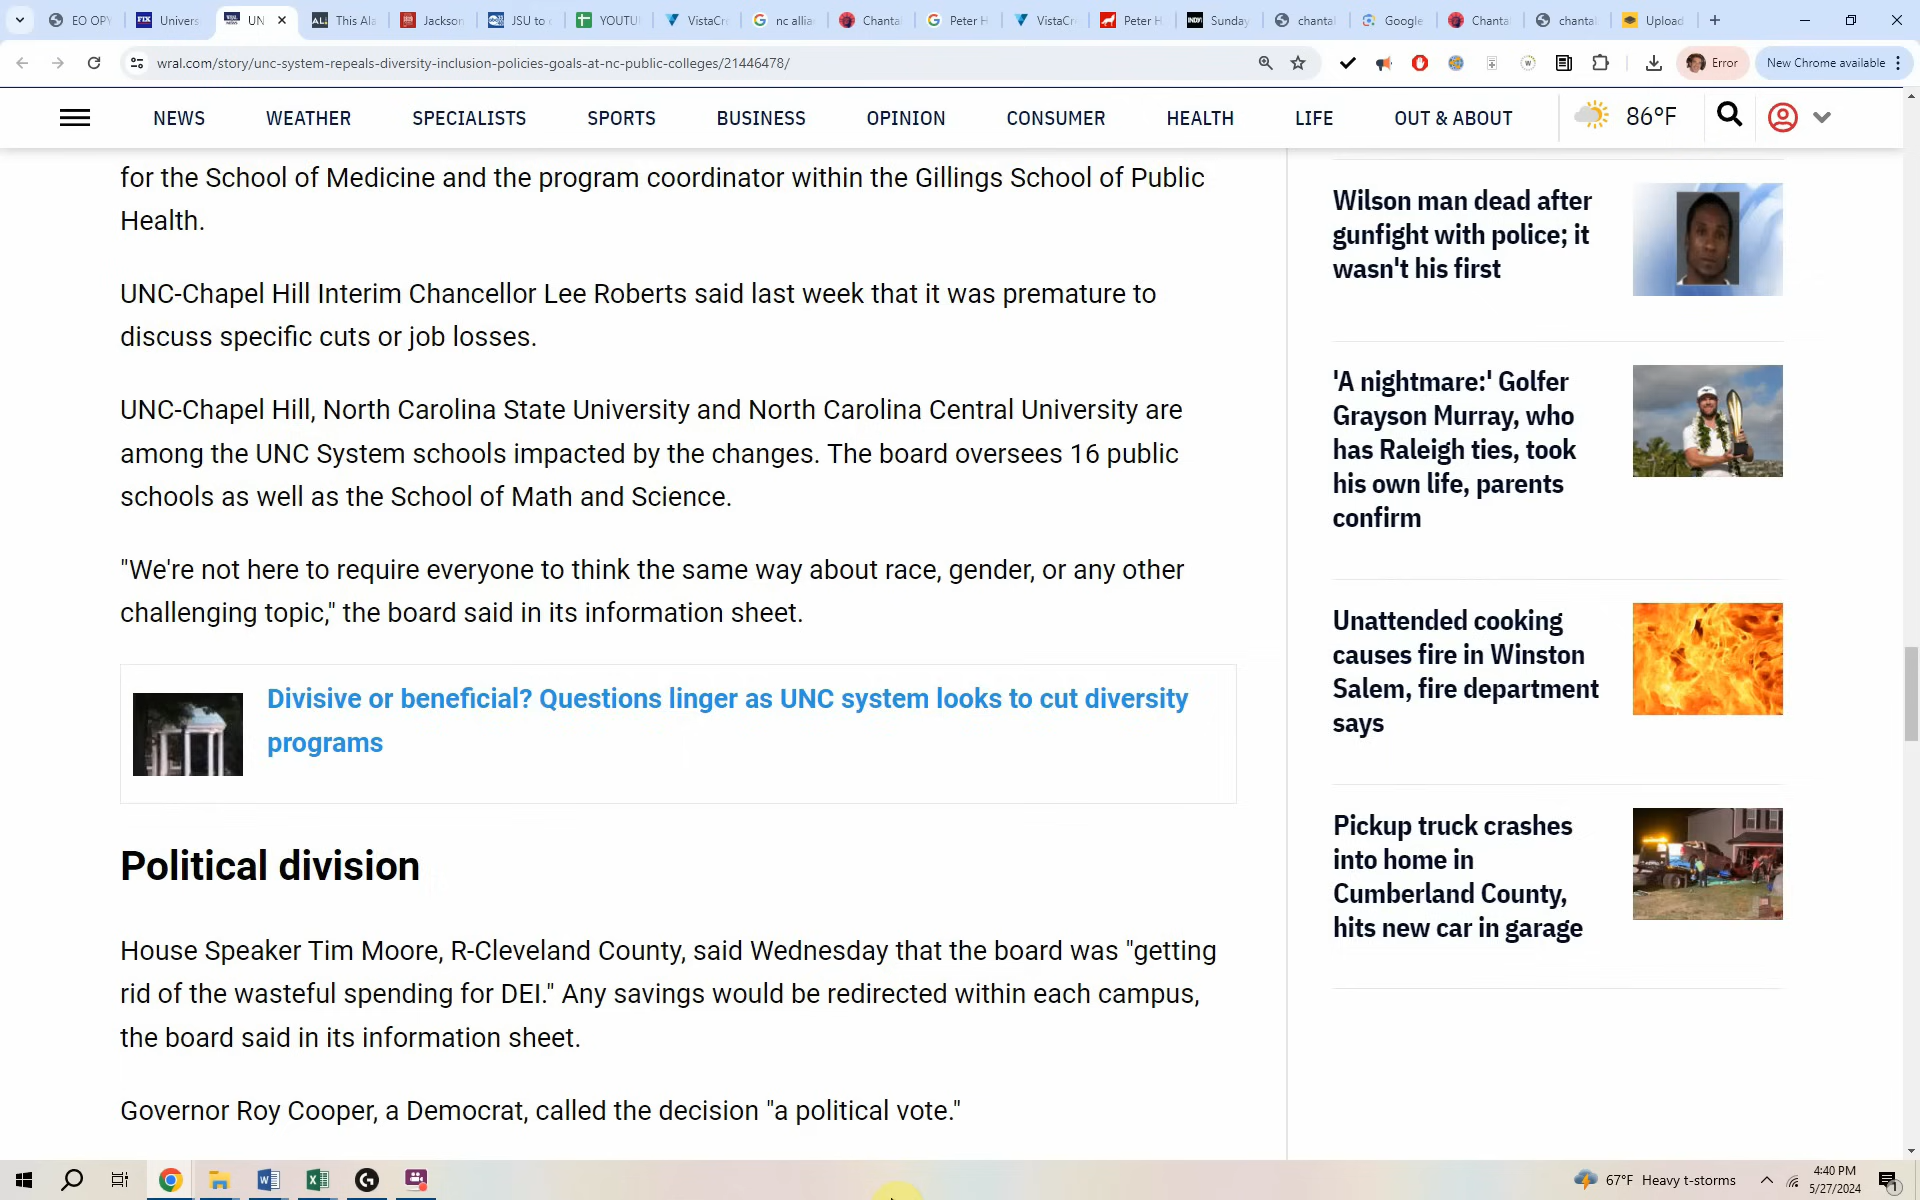 EO OP
Univers
UN
This Ala
Jackson
JSU to
YOUTU
VistaCre
nc allia
Chanta
Peter H
VistaCre
Peter H
Sunday
chantal
Google
Chanta
chantal
Upload
wral.com/story/unc-system-repeals-diversity-inclusion-policies-goals-at-nc-public-colleges/21446478/
Error
New Chrome available
NEWS
WEATHER
SPECIALISTS
SPORTS
BUSINESS
OPINION
CONSUMER
HEALTH
LIFE
OUT & ABOUT
86°F
for the School of Medicine and the program coordinator within the Gillings School of Public
Health.
UNC-Chapel Hill Interim Chancellor Lee Roberts said last week that it was premature to
discuss specific cuts or job losses.
UNC-Chapel Hill, North Carolina State University and North Carolina Central University are
among the UNC System schools impacted by the changes. The board oversees 16 public
schools as well as the School of Math and Science.
"We're not here to require everyone to think the same way about race, gender, or any other
challenging topic," the board said in its information sheet.
Divisive or beneficial? Questions linger as UNC system looks to cut diversity
programs
Political division
House Speaker Tim Moore, R-Cleveland County, said Wednesday that the board was "getting
rid of the wasteful spending for DEI." Any savings would be redirected within each campus,
the board said in its information sheet.
Governor Roy Cooper, a Democrat, called the decision "a political vote."
Wilson man dead after
gunfight with police; it
wasn't his first
'A nightmare:' Golfer
Grayson Murray, who
has Raleigh ties, took
his own life, parents
confirm
Unattended cooking
causes fire in Winston
Salem, fire department
says
Pickup truck crashes
into home in
Cumberland County,
hits new car in garage
67°F Heavy t-storms
4:40 PM
5/27/2024